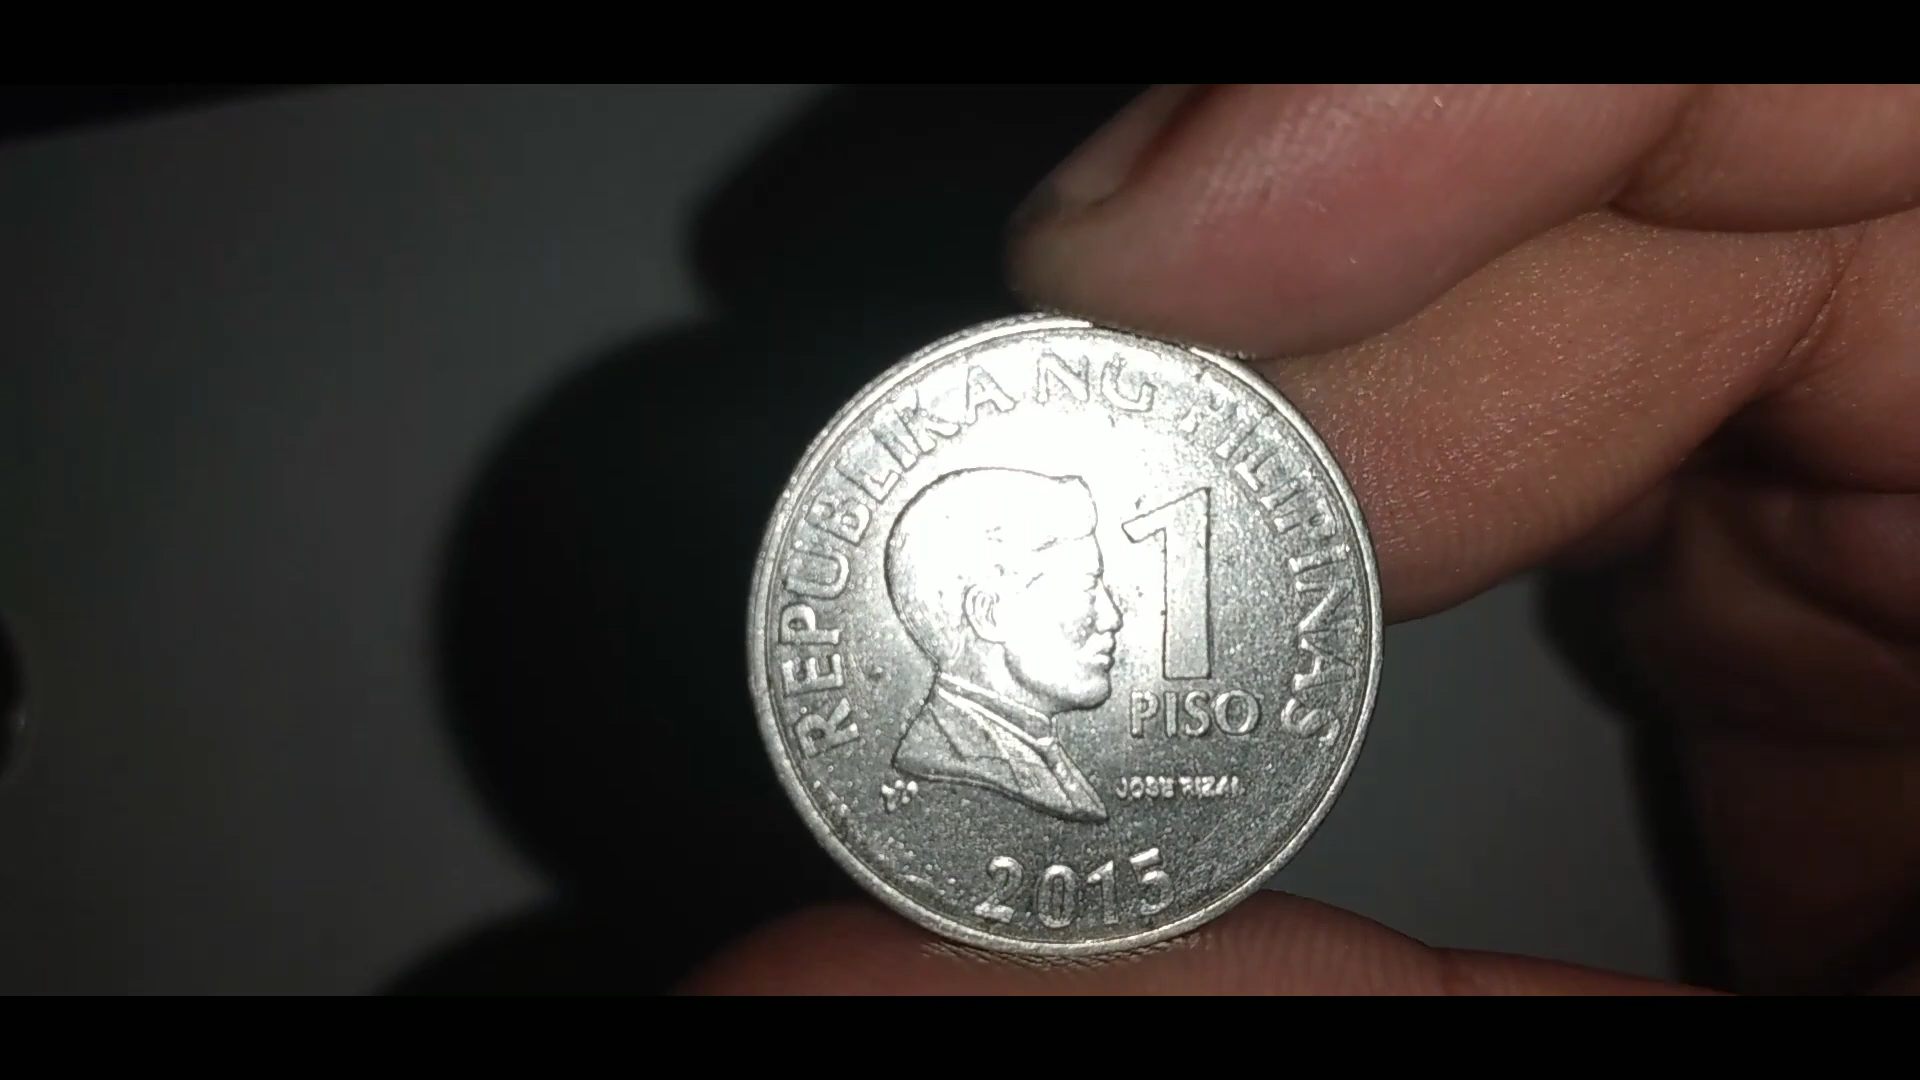 REPUBLIKA NG PILIPINAS
1
PISO
JOSE RIZAL
2015